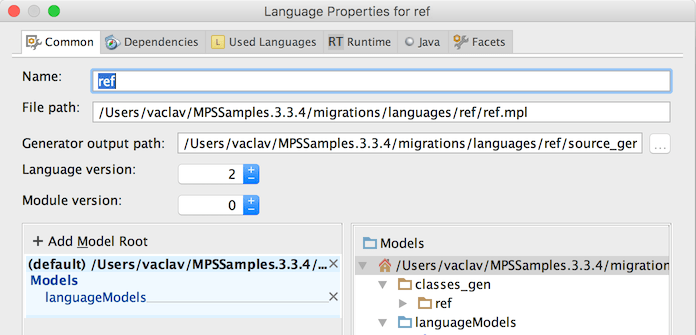 Language Properties for ref
Common Dependencies L Used Languages RT Runtime Java Facets
Name: ref
File path: /Users/vaclav/MPSSamples.3.3.4/migrations/languages/ref/ref.mpl
Generator output path: /Users/vaclav/MPSSamples.3.3.4/migrations/languages/ref/source_ger ...
Language version: 2
Module version: 0
+ Add Model Root
(default) /Users/vaclav/MPSSamples.3.3.4/...
Models
languageModels
Models
/Users/vaclav/MPSSamples.3.3.4/migration
classes_gen
ref
languageModels